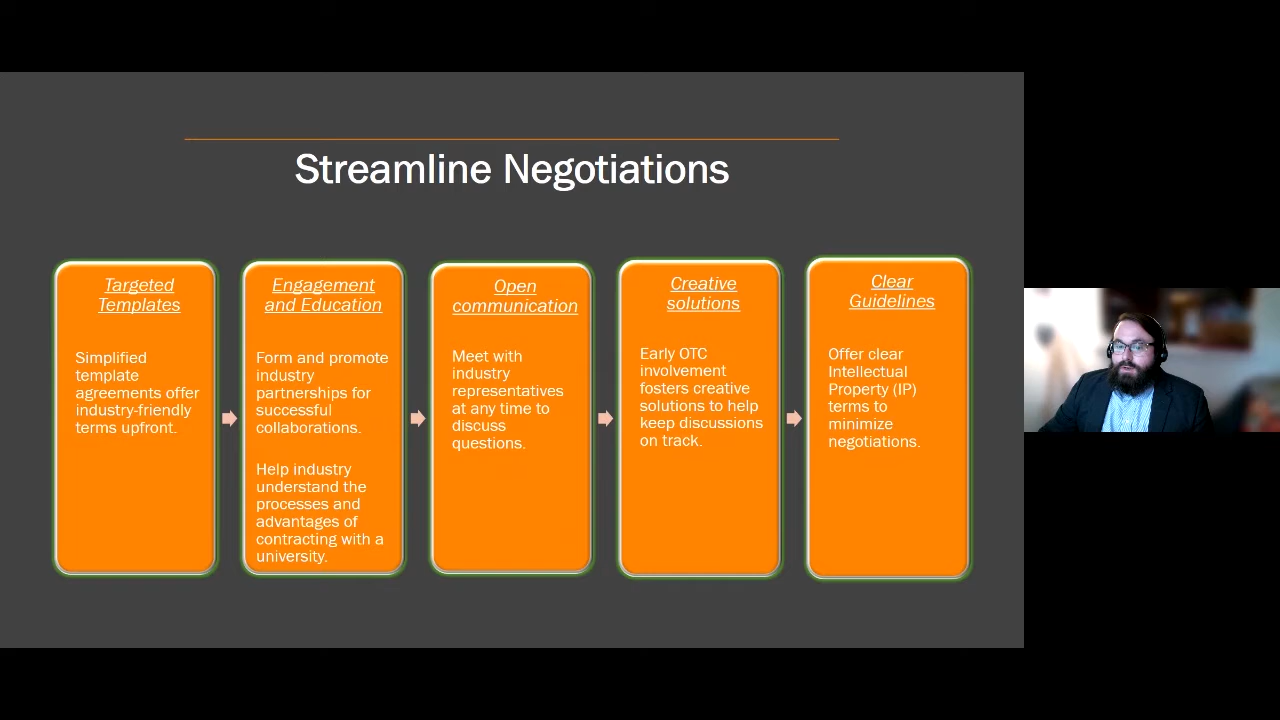 Streamline Negotiations
Targeted
Templates
Simplified
template
agreements offer
industry-friendly
terms upfront.
Engagement
and Education
Form and promote
industry
partnerships for
successful
collaborations.
Help industry
understand the
processes and
advantages of
contracting with a
university.
Open
communication
Meet with
industry
representatives
at any time to
discuss
questions.
Creative
solutions
Early OTC
involvement
fosters creative
solutions to help
keep discussions
on track.
Clear
Guidelines
Offer clear
Intellectual
Property (IP)
terms to
minimize
negotiations.